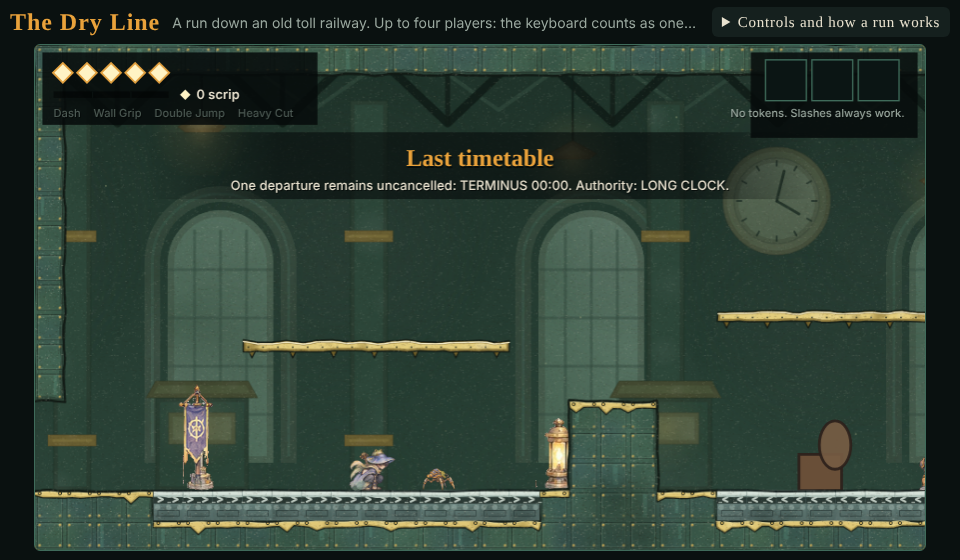 The Dry Line
A run down an old toll railway. Up to four players: the keyboard counts as one...
▶ Controls and how a run works
◆ 0 scrip
Dash Wall Grip Double Jump Heavy Cut
No tokens. Slashes always work.
Last timetable
One departure remains uncancelled: TERMINUS 00:00. Authority: LONG CLOCK.